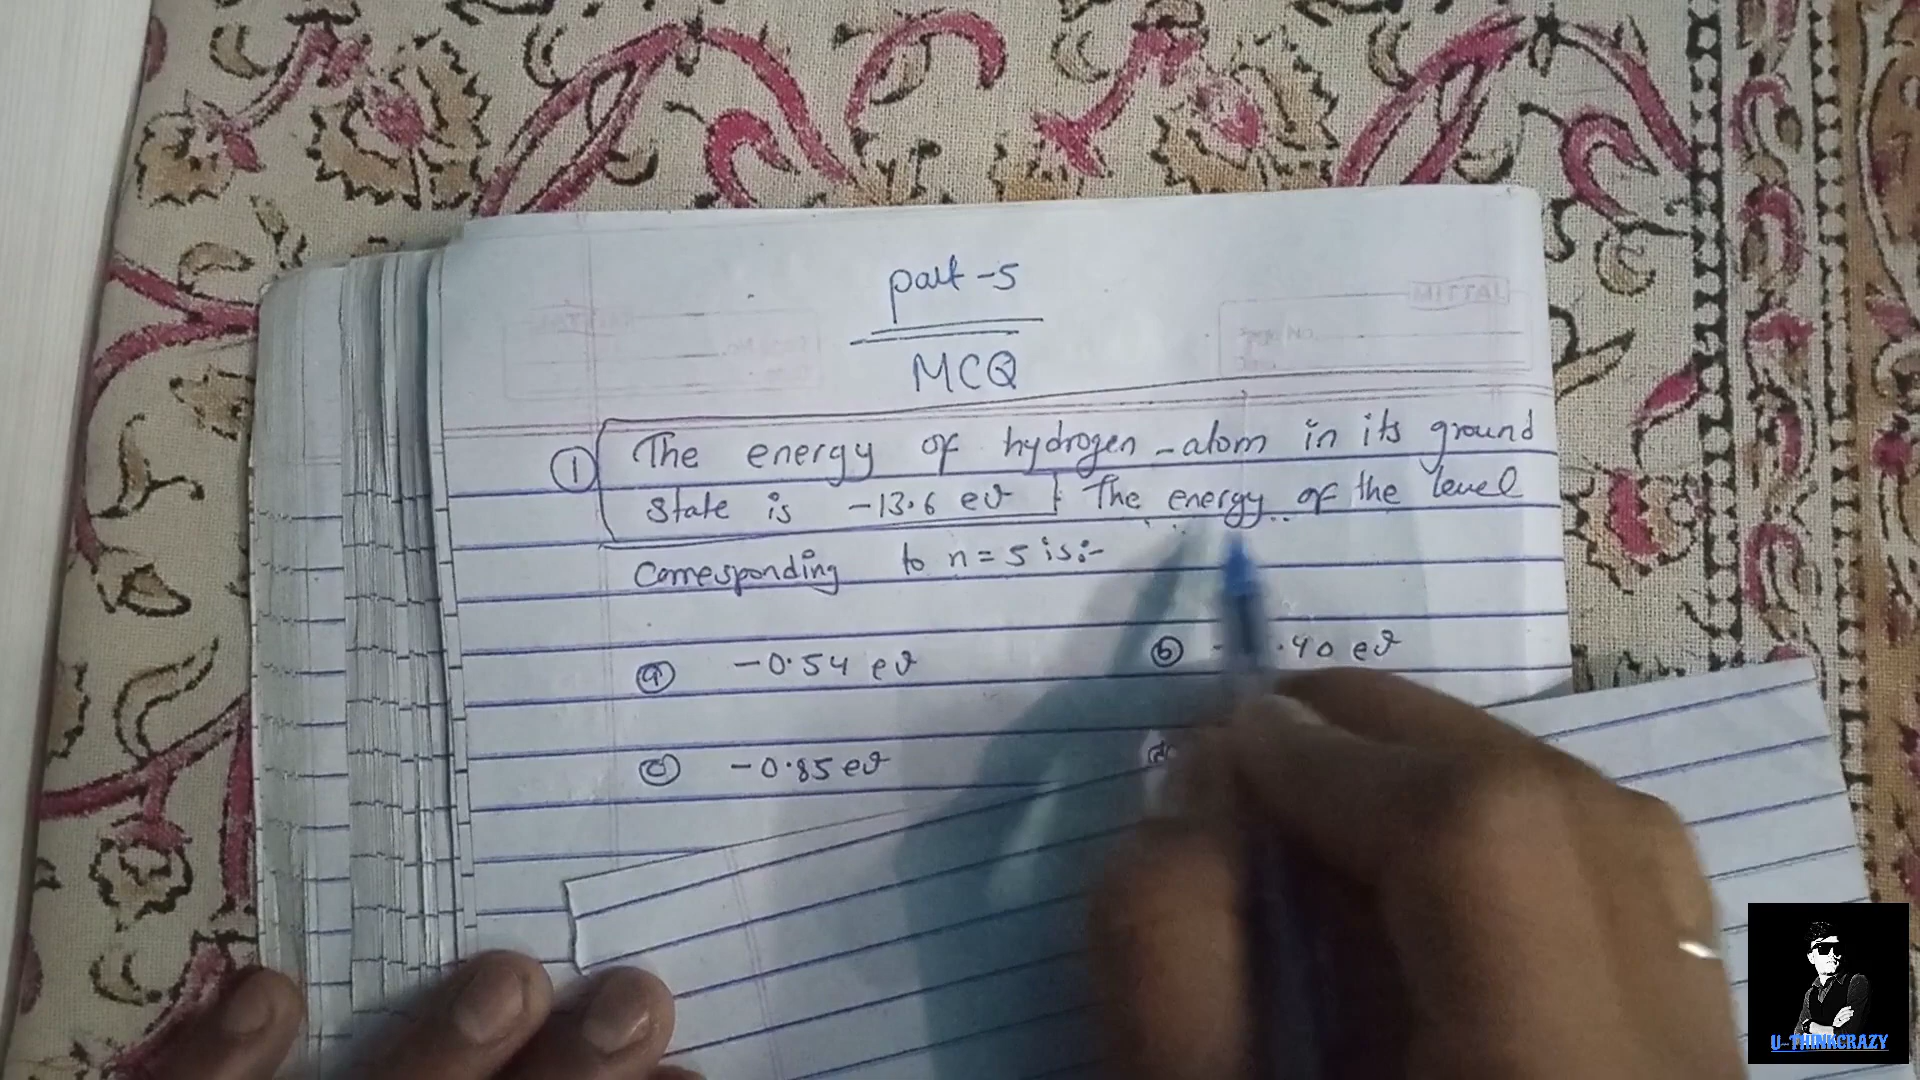 part-5
MCQ
MITTAL
① The energy of hydrogen-atom in its ground
state is -13.6 eV. The energy of the level
Corresponding to n = 5 is:-
ⓐ -0.54 eV ⓑ .40 eV
ⓒ -0.85 eV
U-THINKCRAZY